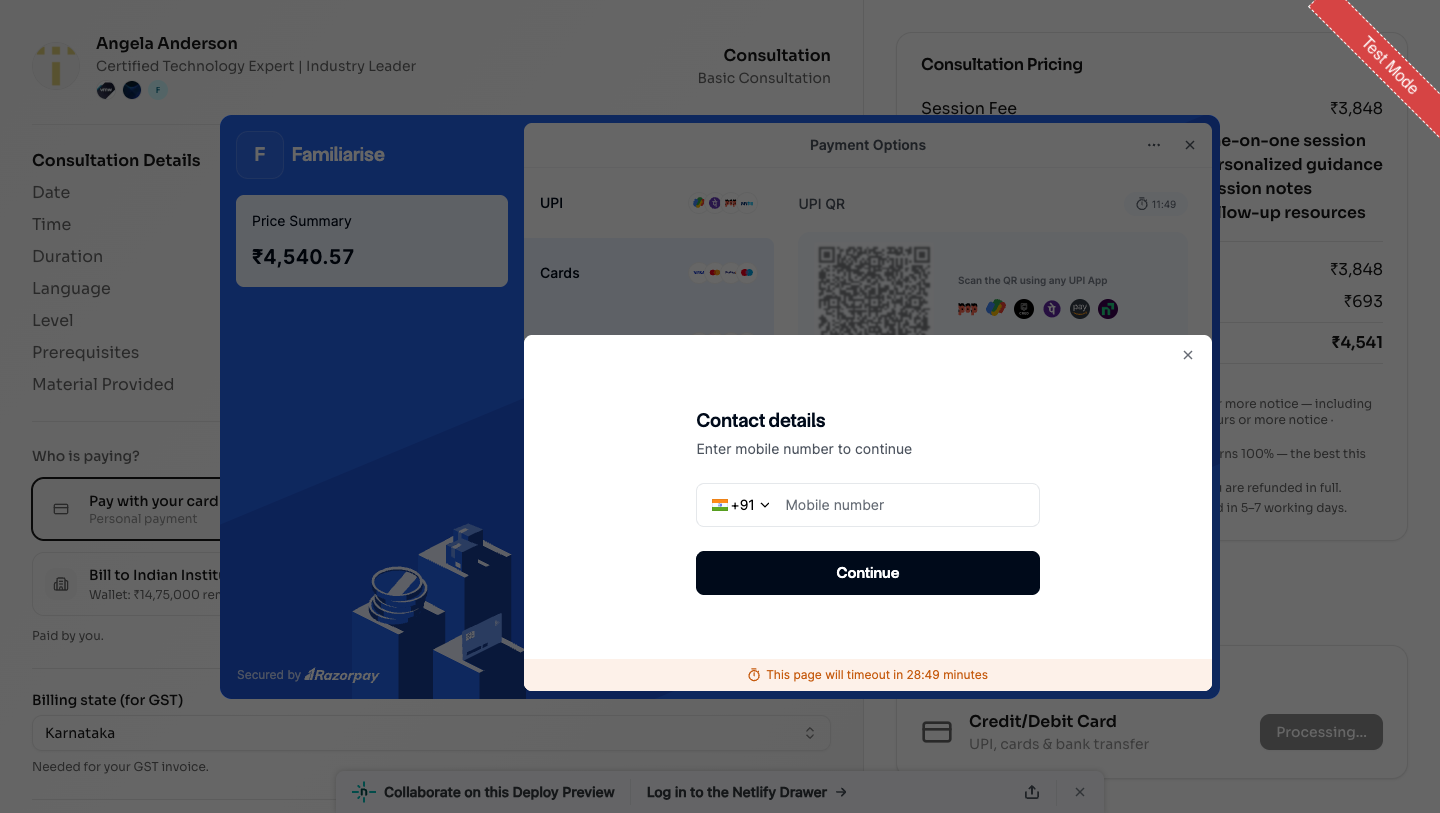 Angela Anderson
Certified Technology Expert | Industry Leader
F
Consultation
Basic Consultation
Consultation Details
Date
Time
Duration
Language
Level
Prerequisites
Material Provided
Who is paying?
Pay with your card
Personal payment
Bill to Indian Institu
Wallet: ₹14,75,000 rem
Paid by you.
Billing state (for GST)
Karnataka
Needed for your GST invoice.
Test Mode
Consultation Pricing
Session Fee ₹3,848
e-on-one session
rsonalized guidance
ssion notes
llow-up resources
₹3,848
₹693
₹4,541
r more notice — including
urs or more notice ·
rns 100% — the best this
are refunded in full.
d in 5–7 working days.
Credit/Debit Card
UPI, cards & bank transfer
Processing...
F Familiarise
Price Summary
₹4,540.57
Secured by Razorpay
Payment Options
UPI
Cards
UPI QR
11:49
Scan the QR using any UPI App
pay
Contact details
Enter mobile number to continue
+91 Mobile number
Continue
This page will timeout in 28:49 minutes
Collaborate on this Deploy Preview
Log in to the Netlify Drawer →